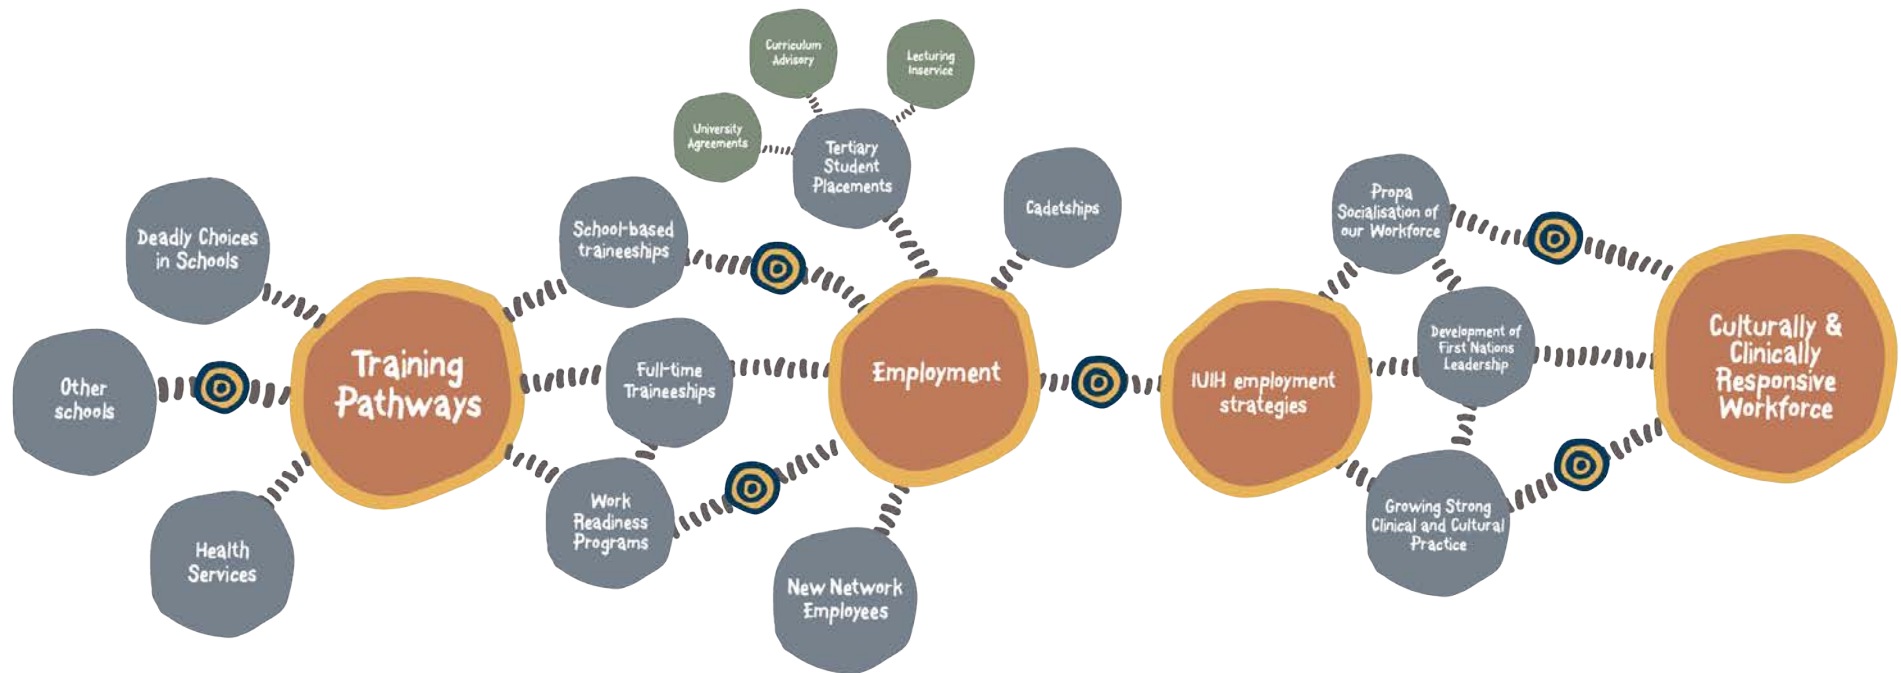 Curriculum
Advisory
Lecturing
Inservice
University
Agreements
Tertiary
Student
Placements
Cadetships
Deadly Choices
in Schools
Other
schools
Health
Services
Training
Pathways
School-based
traineeships
Full-time
Traineeships
Work
Readiness
Programs
Employment
New Network
Employees
IUIH employment
strategies
Propa
Socialisation of
our Workforce
Development of
First Nations
Leadership
Growing Strong
Clinical and Cultural
Practice
Culturally &
Clinically
Responsive
Workforce